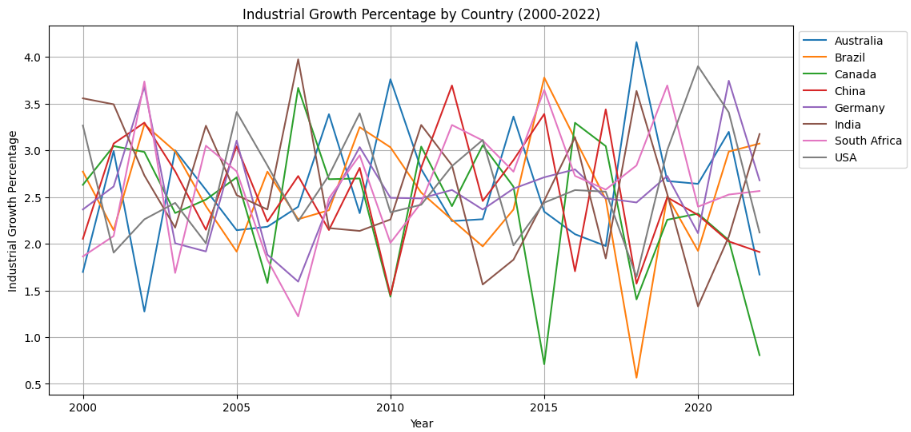 Industrial Growth Percentage by Country (2000-2022)
Industrial Growth Percentage
4.0
3.5
3.0
2.5
2.0
1.5
1.0
0.5
2000
2005
2010
2015
2020
Year
Australia
Brazil
Canada
China
Germany
India
South Africa
USA